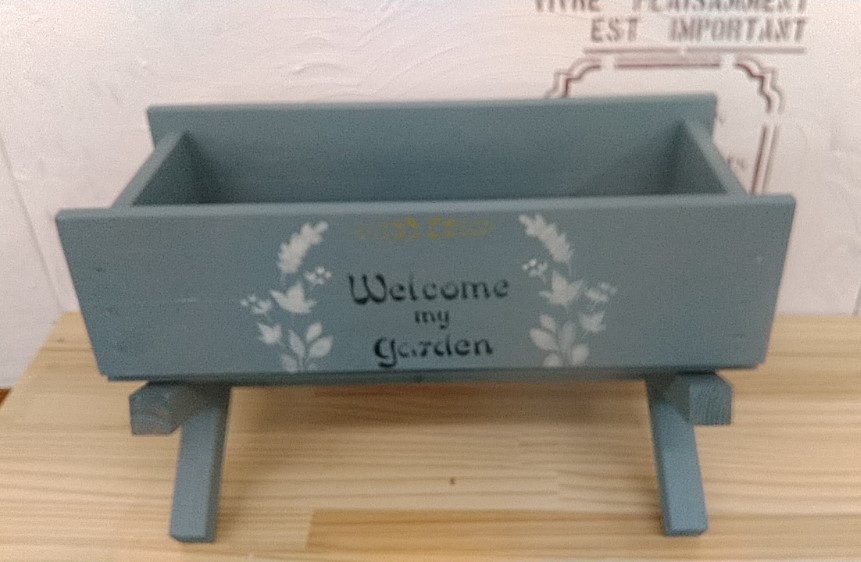 VIVRE PLAISAMMENT
EST IMPORTANT
Welcome
my
garden